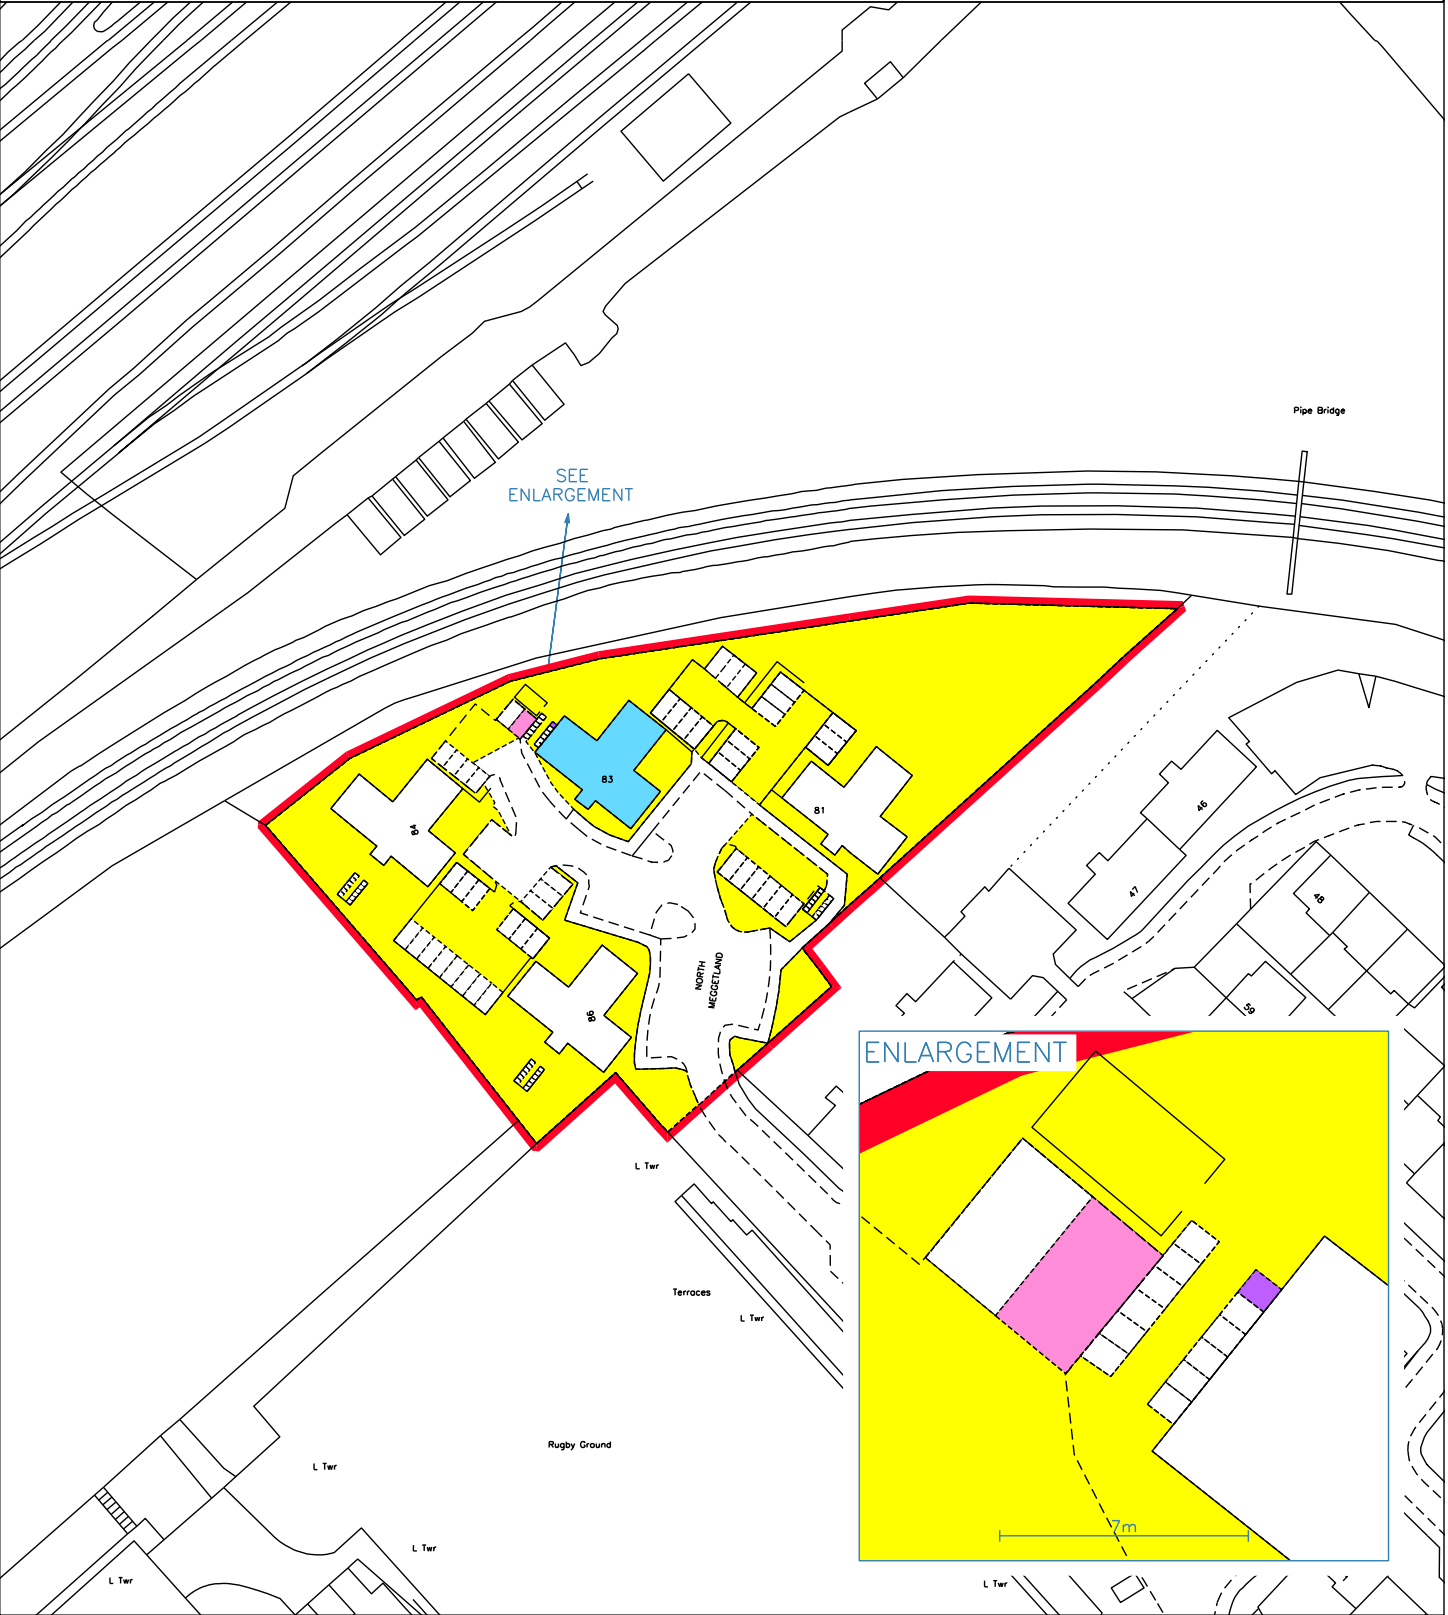 Pipe Bridge
SEE
ENLARGEMENT
83
81
84
86
46
47
48
59
NORTH
MEGGETLAND
ENLARGEMENT
7m
L Twr
Terraces
L Twr
Rugby Ground
L Twr
L Twr
L Twr
L Twr